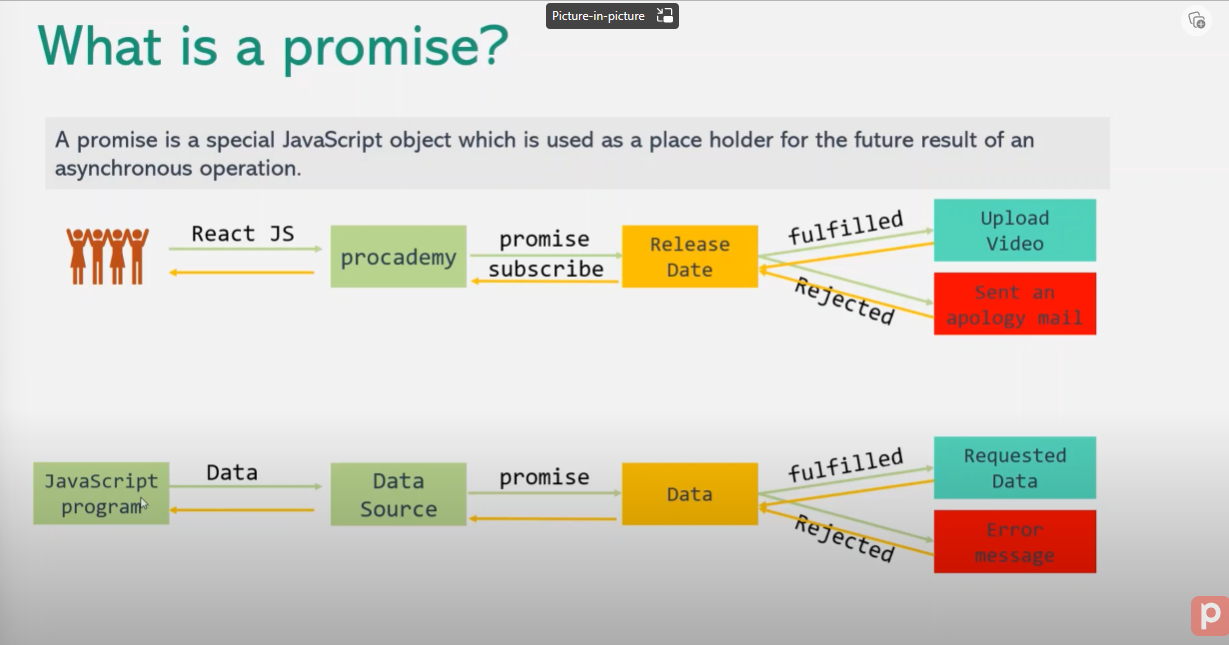 Picture-in-picture
What is a promise?
A promise is a special JavaScript object which is used as a place holder for the future result of an
asynchronous operation.
React JS
procademy
promise
subscribe
Release
Date
fulfilled
Rejected
Upload
Video
Sent an
apology mail
JavaScript
program
Data
Data
Source
promise
Data
fulfilled
Rejected
Requested
Data
Error
message
p